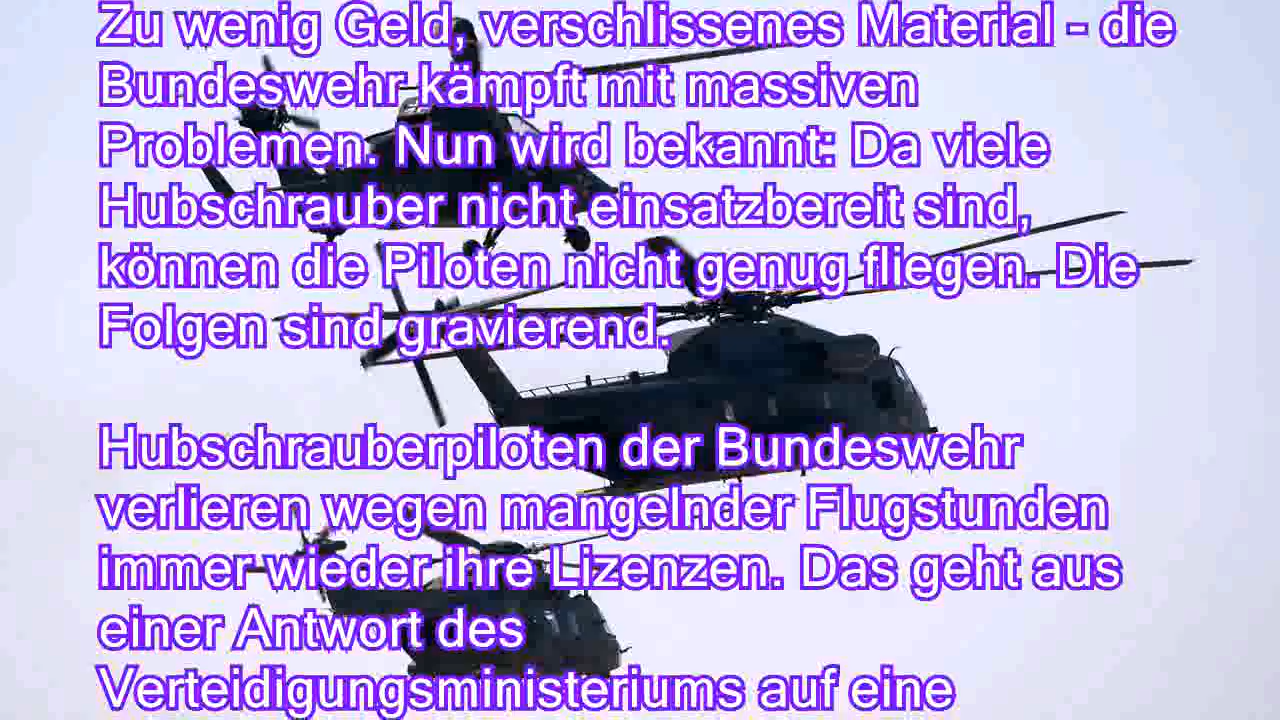 Zu wenig Geld, verschlissenes Material - die
Bundeswehr kämpft mit massiven
Problemen. Nun wird bekannt: Da viele
Hubschrauber nicht einsatzbereit sind,
können die Piloten nicht genug fliegen. Die
Folgen sind gravierend.
Hubschrauberpiloten der Bundeswehr
verlieren wegen mangelnder Flugstunden
immer wieder ihre Lizenzen. Das geht aus
einer Antwort des
Verteidigungsministeriums auf eine